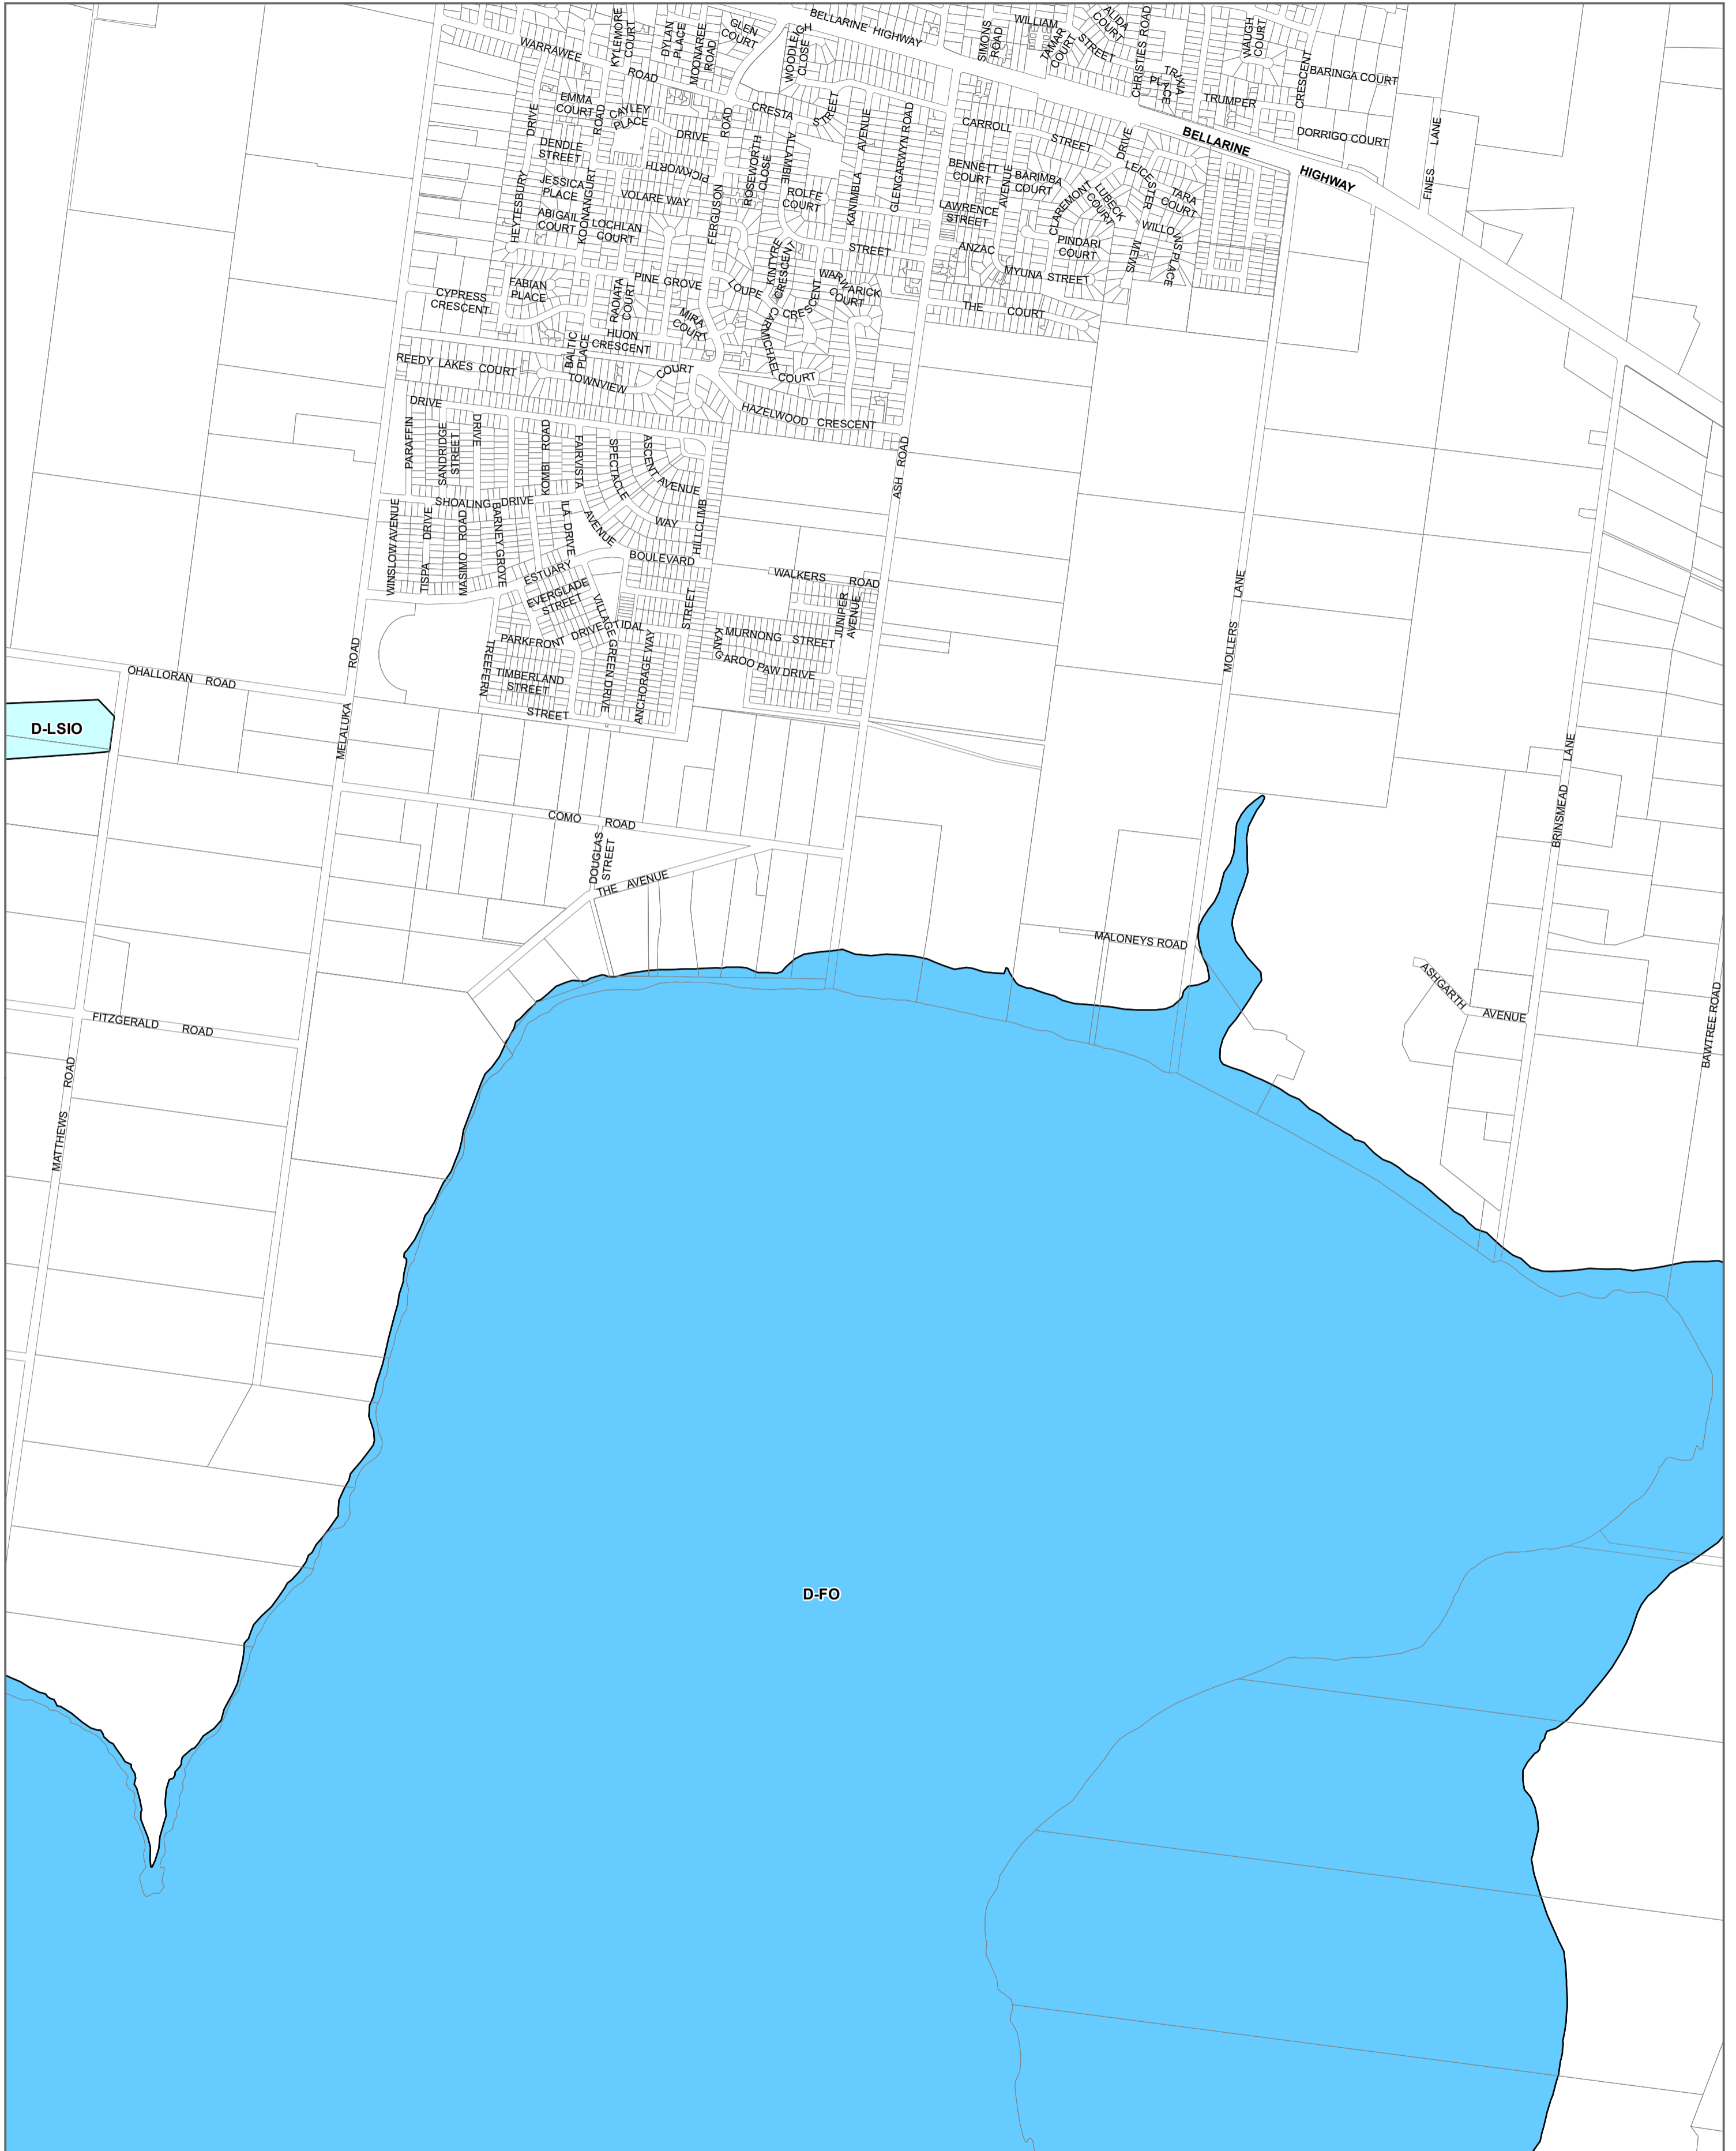 BELLARINE HIGHWAY
WARRAWEE
ROAD
KYLEMORE
COURT
DYLAN
PLACE
MOONAREE
ROAD
GLEN
COURT
WOODLEIGH
CLOSE
SIMONS
ROAD
WILLIAM
STREET
TAMAR
COURT
ALIDA
COURT
CHRISTIES ROAD
TRIXIA
PLACE
WAUGH
COURT
TRUMPER
CRESCENT
BARINGA COURT
DORRIGO COURT
FINES LANE
EMMA
COURT
CAYLEY
PLACE
ROAD
DRIVE
PICKWORTH
DRIVE
ROAD
CRESTA
STREET
ALLAMBIE
AVENUE
GLENGARWYN ROAD
CARROLL
STREET
DRIVE
BELLARINE
HIGHWAY
DENDLE
STREET
JESSICA
PLACE
VOLARE WAY
ROSEWORTH
CLOSE
ROLFE
COURT
KANIMBLA
BENNETT
COURT
AVENUE
BARIMBA
COURT
LEICESTER
MEWS
TARA
COURT
CLAREMONT
LUBECK
COURT
HEYTESBURY
ABIGAIL
COURT
KOONANGURT
LOCHLAN
COURT
FERGUSON
LAWRENCE
STREET
WILLOWS PLACE
PINDARI
COURT
ANZAC
MYUNA STREET
STREET
KINTYRE
CRESCENT
WARWARICK
COURT
FABIAN
PLACE
PINE GROVE
RADIATA
COURT
LOUPE
CRESCENT
CYPRESS
CRESCENT
MIRA
COURT
CARMICHAEL
COURT
THE COURT
HUON
CRESCENT
BALTIC
PLACE
REEDY LAKES COURT
TOWNVIEW
COURT
HAZELWOOD CRESCENT
DRIVE
PARAFFIN
SANDRIDGE
STREET
DRIVE
KOMBI ROAD
FAIRVISTA
SPECTACLE
ASCENT
AVENUE
ASH ROAD
SHOALING DRIVE
AVENUE
WAY
HILLCLIMB
WINSLOW AVENUE
TISPA DRIVE
MASIMO ROAD
BARNEY GROVE
ILA DRIVE
BOULEVARD
ESTUARY
EVERGLADE
STREET
WALKERS ROAD
JUNIPER
AVENUE
STREET
VILLAGE GREEN DRIVE
PARKFRONT DRIVE
TIDAL
MURNONG STREET
KANGAROO PAW DRIVE
TREEFERN
TIMBERLAND
STREET
STREET
ANCHORAGE WAY
MOLLERS LANE
OHALLORAN ROAD
MELALUKA ROAD
D-LSIO
COMO ROAD
DOUGLAS
STREET
THE AVENUE
BRINSMEAD LANE
MALONEYS ROAD
ASHGARTH
AVENUE
BAWTREE ROAD
FITZGERALD ROAD
MATTHEWS ROAD
D-FO